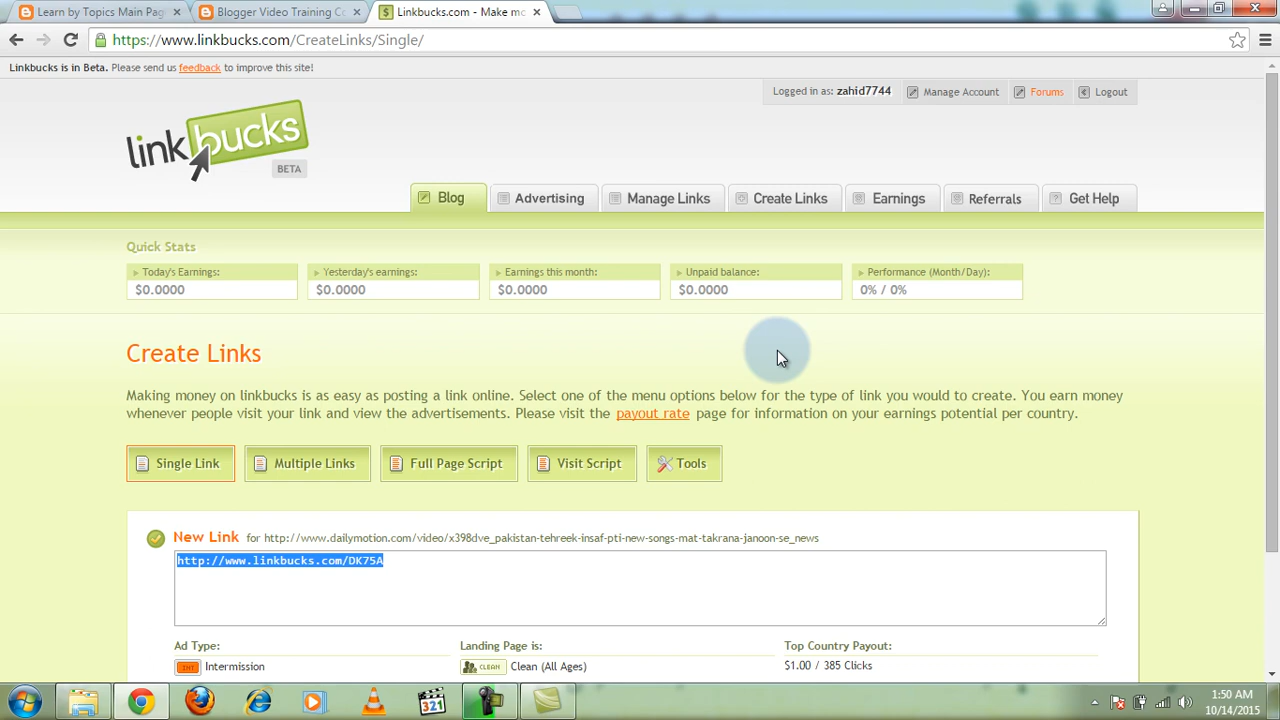 Learn by Topics Main Pag
Blogger Video Training Co
Linkbucks.com - Make mo
https://www.linkbucks.com/CreateLinks/Single/
Linkbucks is in Beta. Please send us feedback to improve this site!
Logged in as: zahid7744 Manage Account Forums Logout
linkbucks
BETA
Blog Advertising Manage Links Create Links Earnings Referrals Get Help
Quick Stats
Today's Earnings: Yesterday's earnings: Earnings this month: Unpaid balance: Performance (Month/Day):
$0.0000 $0.0000 $0.0000 $0.0000 0% / 0%
Create Links
Making money on linkbucks is as easy as posting a link online. Select one of the menu options below for the type of link you would to create. You earn money
whenever people visit your link and view the advertisements. Please visit the payout rate page for information on your earnings potential per country.
Single Link Multiple Links Full Page Script Visit Script Tools
New Link for http://www.dailymotion.com/video/x398dve_pakistan-tehreek-insaf-pti-new-songs-mat-takrana-janoon-se_news
http://www.linkbucks.com/DK75A
Ad Type: Landing Page is: Top Country Payout:
INT Intermission CLEAN Clean (All Ages) $1.00 / 385 Clicks
321
1:50 AM
10/14/2015